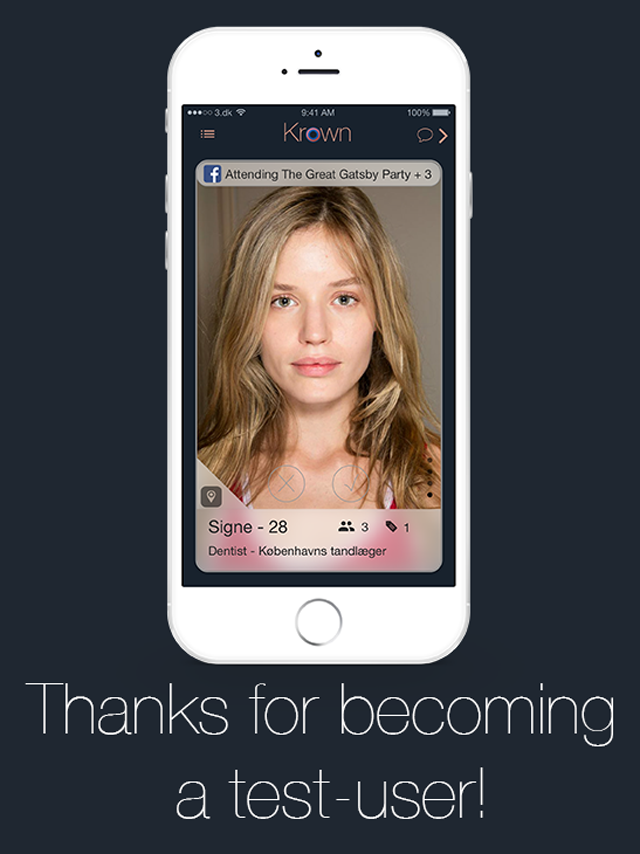 3.dk 9:41 AM 100%
Krown
Attending The Great Gatsby Party + 3
Signe - 28 3 1
Dentist - Københavns tandlæger
Thanks for becoming
a test-user!